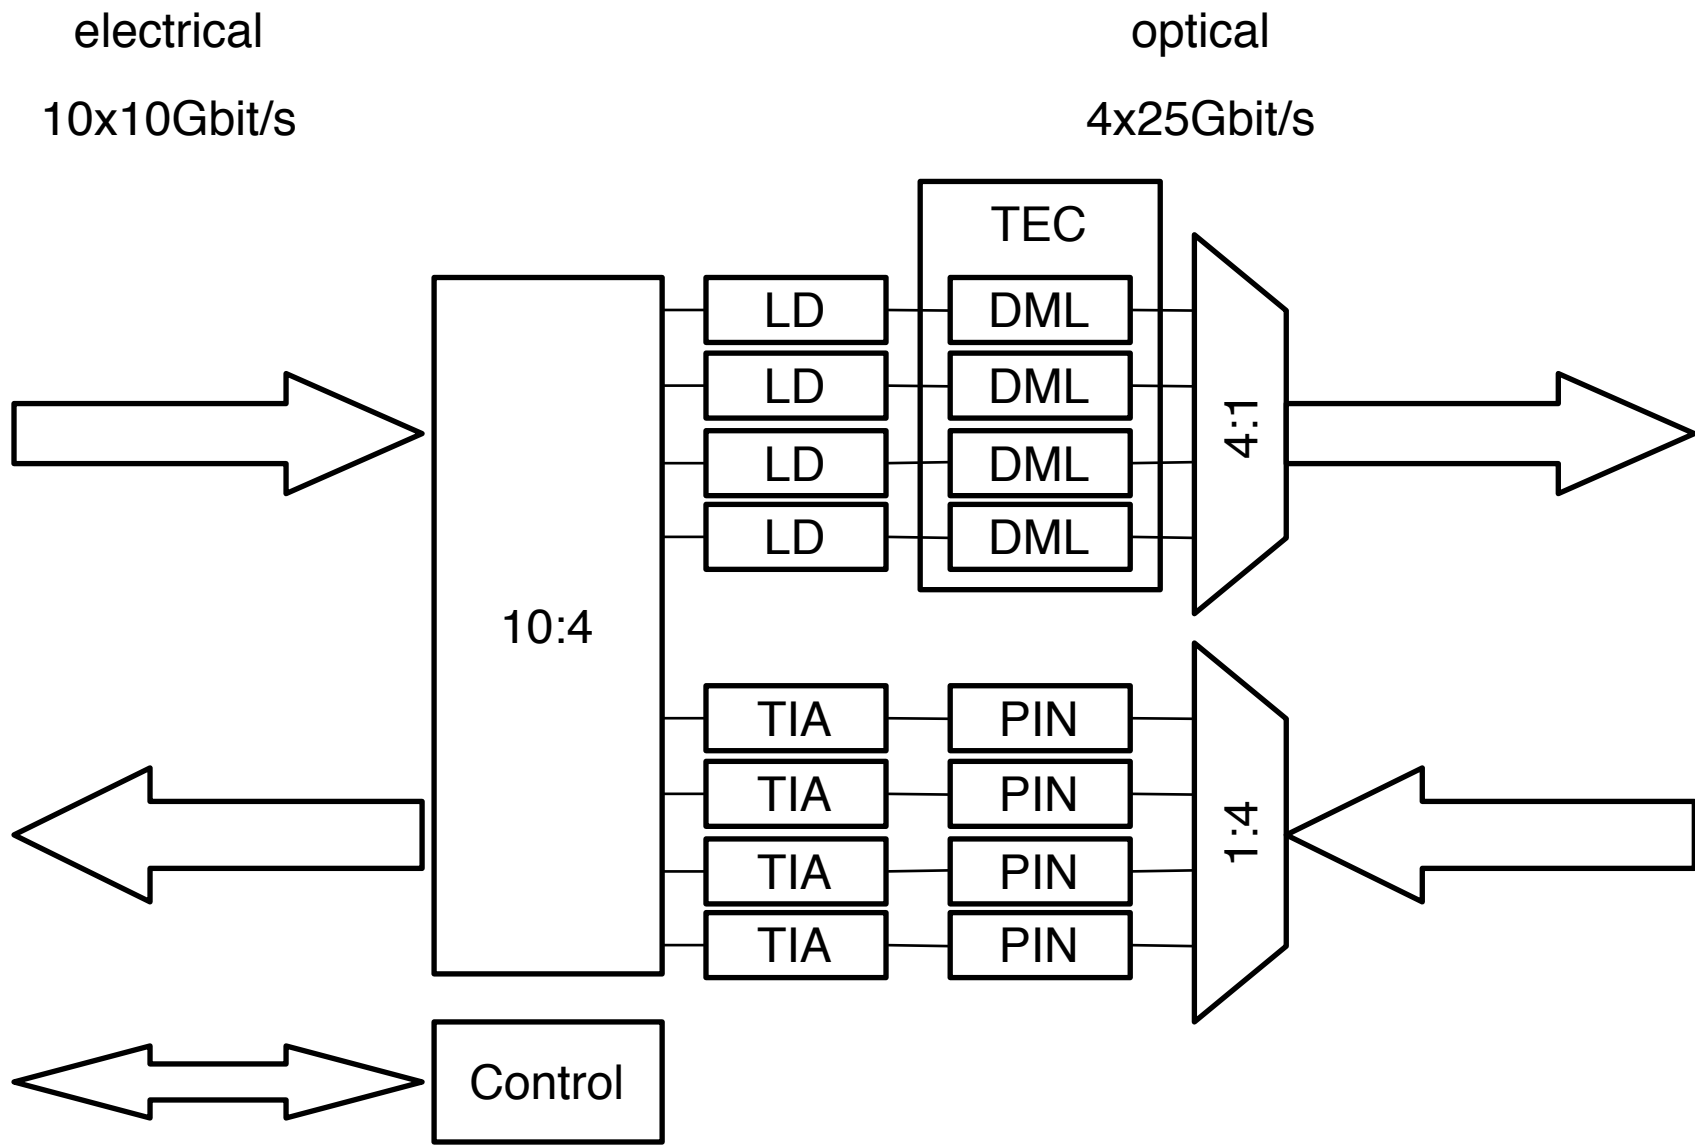 electrical
optical
10x10Gbit/s
4x25Gbit/s
TEC
LD
DML
LD
DML
4:1
LD
DML
LD
DML
10:4
TIA
PIN
TIA
PIN
1:4
TIA
PIN
TIA
PIN
Control